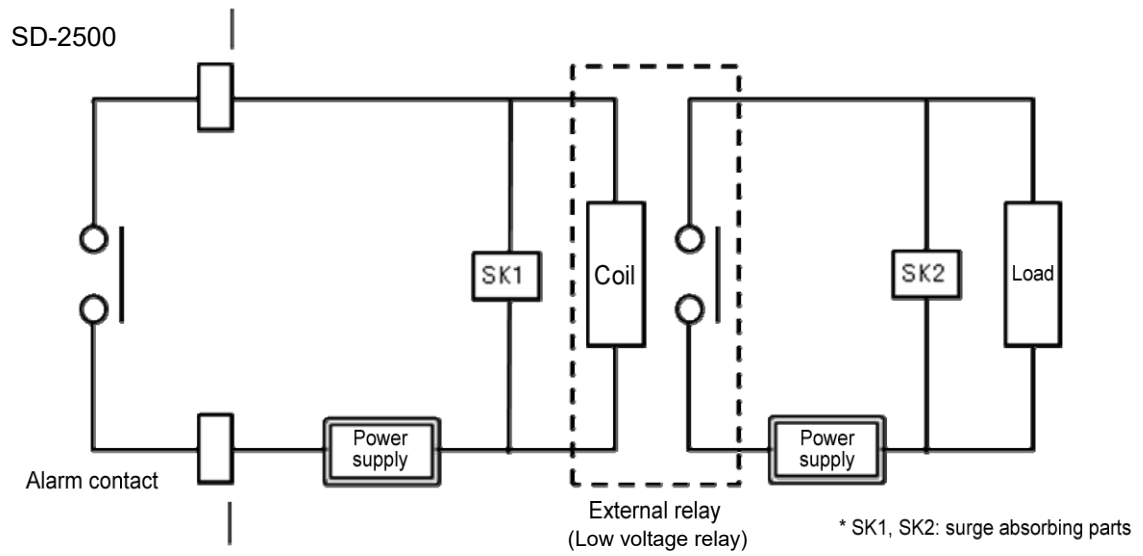 SD-2500
SK1
Coil
SK2
Load
Power
supply
Power
supply
Alarm contact
External relay
(Low voltage relay)
* SK1, SK2: surge absorbing parts